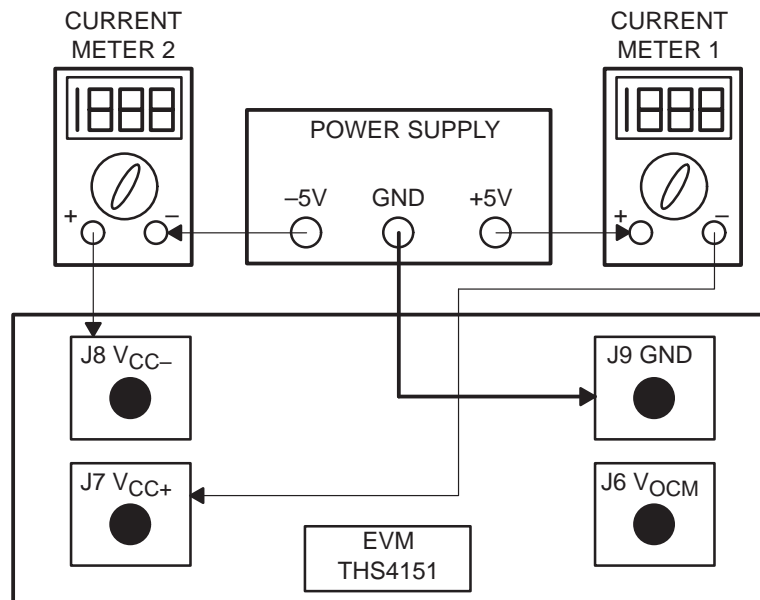 CURRENT
METER 2
CURRENT
METER 1
1888
1888
POWER SUPPLY
–5V
GND
+5V
+
–
+
–
J8 VCC–
J9 GND
J7 VCC+
J6 VOCM
EVM
THS4151